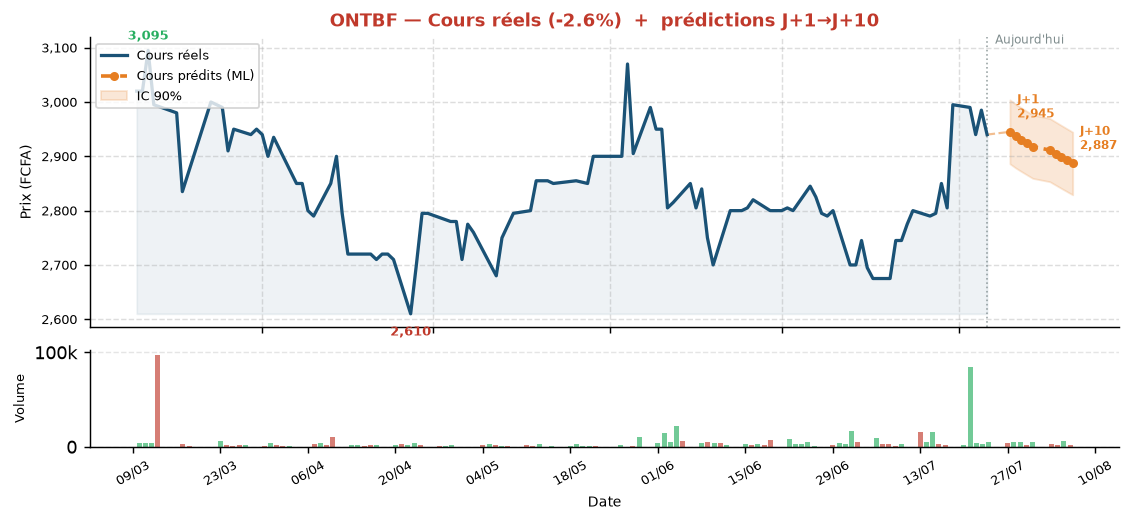 ONTBF — Cours réels (-2.6%)  +  prédictions J+1→J+10
3,095
Aujourd'hui
Cours réels
Cours prédits (ML)
IC 90%
J+1
2,945
J+10
2,887
2,610
Prix (FCFA)
3,100
3,000
2,900
2,800
2,700
2,600
Volume
100k
0
09/03
23/03
06/04
20/04
04/05
18/05
01/06
15/06
29/06
13/07
27/07
10/08
Date